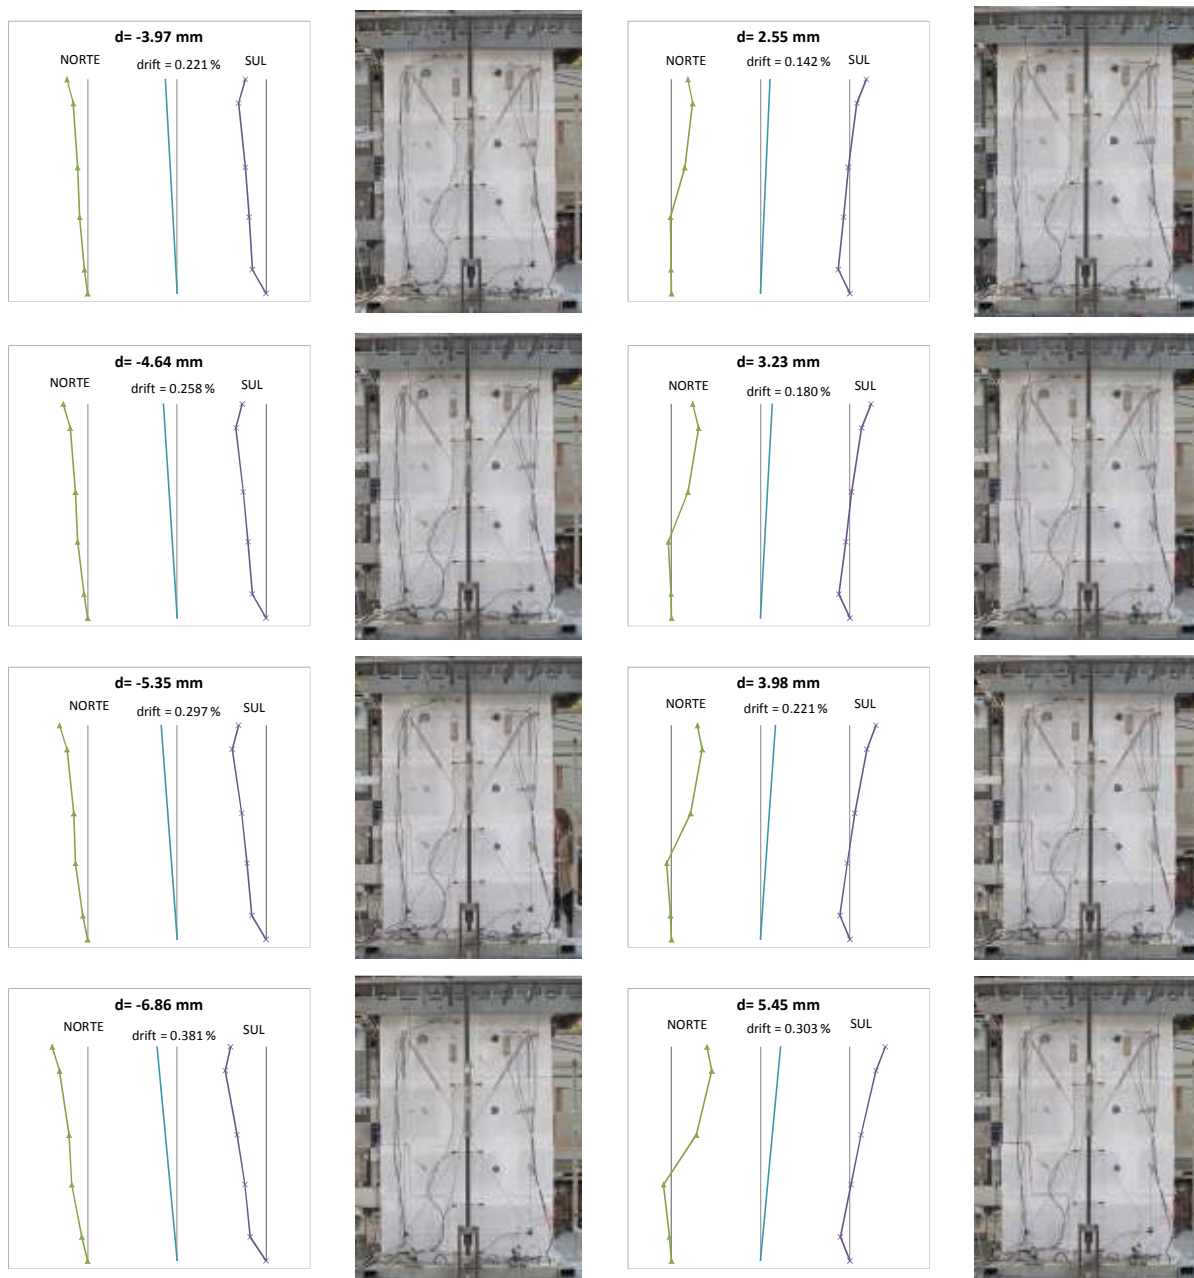 d= -3.97 mm
NORTE
drift = 0.221 %
SUL
d= 2.55 mm
NORTE
drift = 0.142 %
SUL
d= -4.64 mm
NORTE
drift = 0.258 %
SUL
d= 3.23 mm
NORTE
drift = 0.180 %
SUL
d= -5.35 mm
NORTE
drift = 0.297 %
SUL
d= 3.98 mm
NORTE
drift = 0.221 %
SUL
d= -6.86 mm
NORTE
drift = 0.381 %
SUL
d= 5.45 mm
NORTE
drift = 0.303 %
SUL